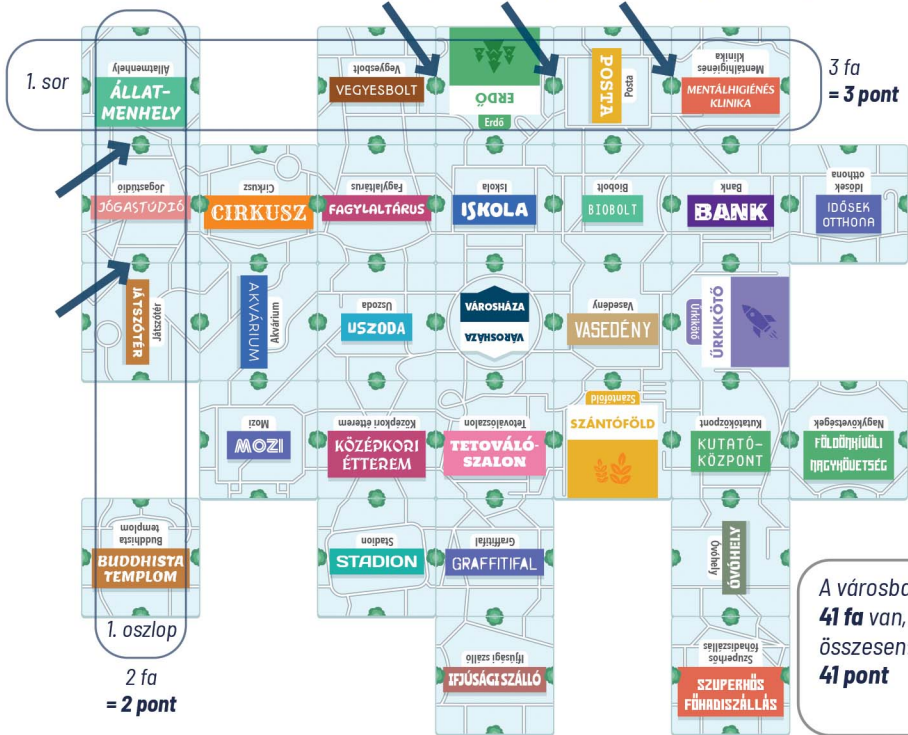 1. sor
Állatmenhely
ÁLLAT-
MENHELY
Vegyesbolt
VEGYESBOLT
ERDŐ
Erdő
POSTA
Posta
Mentálhigiénés
klinika
MENTÁLHIGIÉNÉS
KLINIKA
3 fa
= 3 pont
Jógastúdió
JÓGASTÚDIÓ
Cirkusz
CIRKUSZ
Fagylaltárus
FAGYLALTÁRUS
Iskola
ISKOLA
Biobolt
BIOBOLT
Bank
BANK
Idősek
otthona
IDŐSEK
OTTHONA
JÁTSZÓTÉR
Játszótér
AKVÁRIUM
Akvárium
Uszoda
USZODA
VÁROSHÁZA
VÁROSHÁZA
Vasedény
VASEDÉNY
Űrkikötő
ŰRKIKÖTŐ
Mozi
MOZI
Középkori étterem
KÖZÉPKORI
ÉTTEREM
Tetoválószalon
TETOVÁLÓ-
SZALON
Szántóföld
SZÁNTÓFÖLD
Kutatóközpont
KUTATÓ-
KÖZPONT
Nagykövetségek
FÖLDÖNKÍVÜLI
NAGYKÖVETSÉG
Buddhista
templom
BUDDHISTA
TEMPLOM
Stadion
STADION
Graffitifal
GRAFFITIFAL
Óvóhely
ÓVÓHELY
1. oszlop
2 fa
= 2 pont
Ifjúsági szálló
IFJÚSÁGI SZÁLLÓ
Szuperhős
főhadiszállás
SZUPERHŐS
FŐHADISZÁLLÁS
A városba
41 fa van,
összesen
41 pont